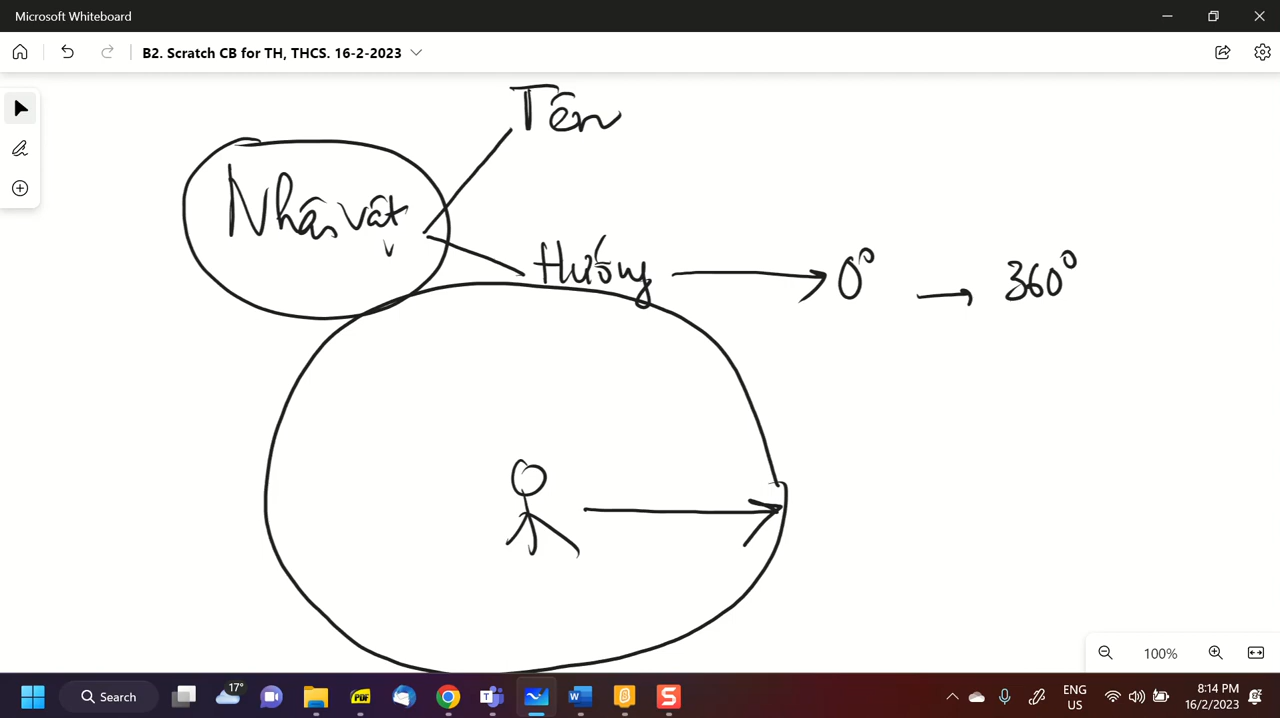 Microsoft Whiteboard
B2. Scratch CB for TH, THCS. 16-2-2023
Tên
Nhân vật
Hướng
0°
360°
100%
17°
Search
PDF
W
S
ENG
US
8:14 PM
16/2/2023